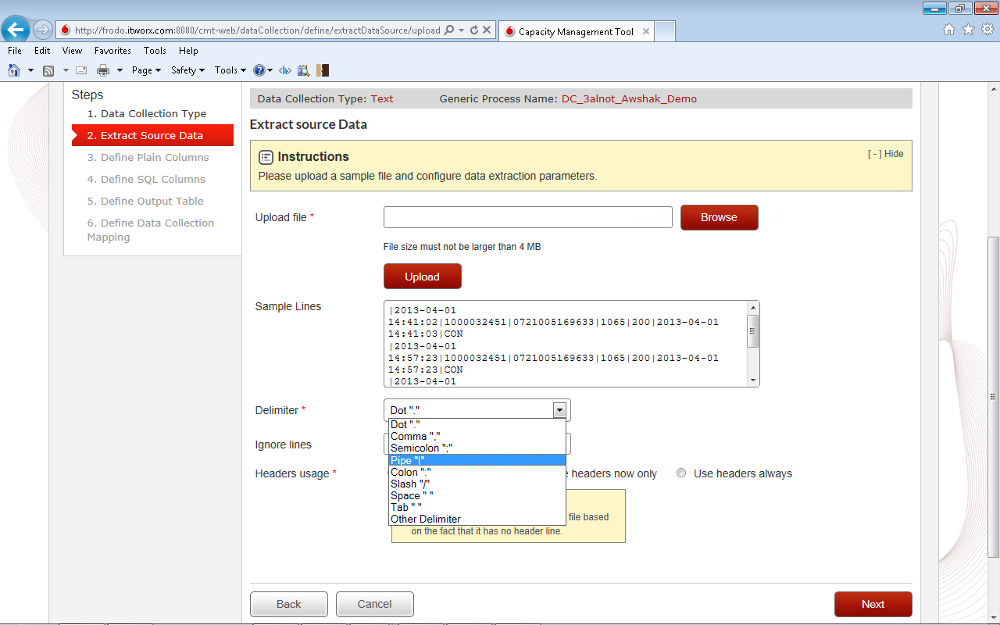 http://frodo.itworx.com:8080/cmt-web/dataCollection/define/extractDataSource/upload
Capacity Management Tool
File Edit View Favorites Tools Help
Page Safety Tools
Steps
1. Data Collection Type
2. Extract Source Data
3. Define Plain Columns
4. Define SQL Columns
5. Define Output Table
6. Define Data Collection
Mapping
Data Collection Type: Text Generic Process Name: DC_3alnot_Awshak_Demo
Extract source Data
Instructions [ - ] Hide
Please upload a sample file and configure data extraction parameters.
Upload file * Browse
File size must not be larger than 4 MB
Upload
Sample Lines
|2013-04-01
14:41:02|1000032451|0721005169633|1065|200|2013-04-01
14:41:03|CON
|2013-04-01
14:57:23|1000032451|0721005169633|1065|200|2013-04-01
14:57:23|CON
|2013-04-01
Delimiter * Dot "."
Dot "."
Comma ","
Semicolon ";"
Pipe "|"
Colon ":"
Slash "/"
Space " "
Tab " "
Other Delimiter
Ignore lines
Headers usage * headers now only Use headers always
file based
on the fact that it has no header line.
Back Cancel Next